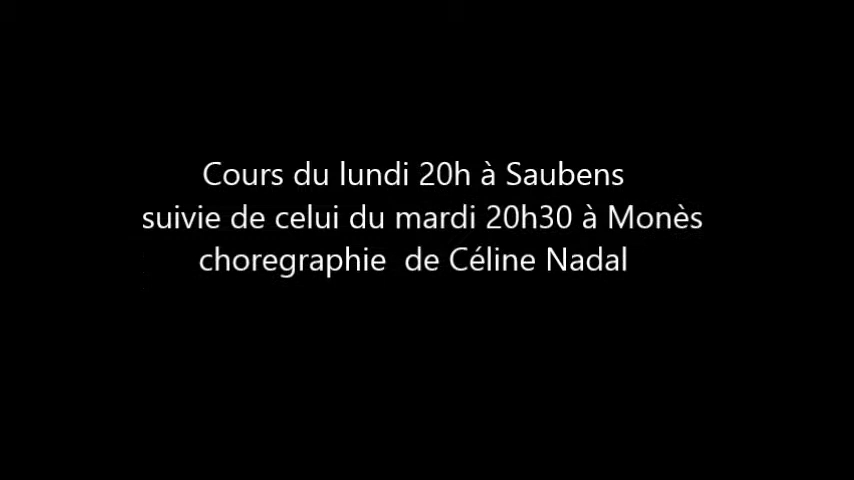 Cours du lundi 20h à Saubens
suivie de celui du mardi 20h30 à Monès
choregraphie  de Céline Nadal